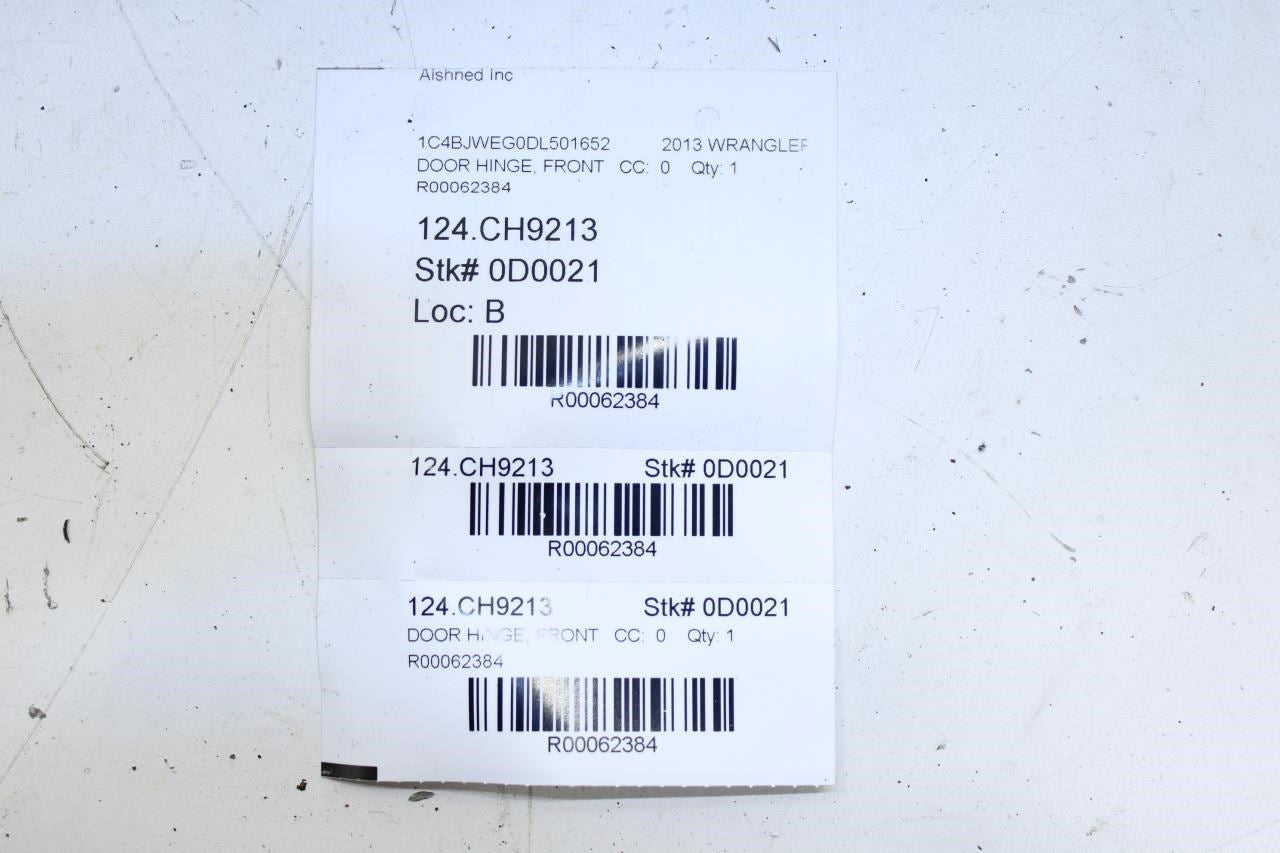 Alshned Inc
1C4BJWEG0DL501652 2013 WRANGLER
DOOR HINGE, FRONT CC: 0 Qty: 1
R00062384
124.CH9213
Stk# 0D0021
Loc: B
R00062384
124.CH9213 Stk# 0D0021
R00062384
124.CH9213 Stk# 0D0021
DOOR HINGE, FRONT CC: 0 Qty: 1
R00062384
R00062384